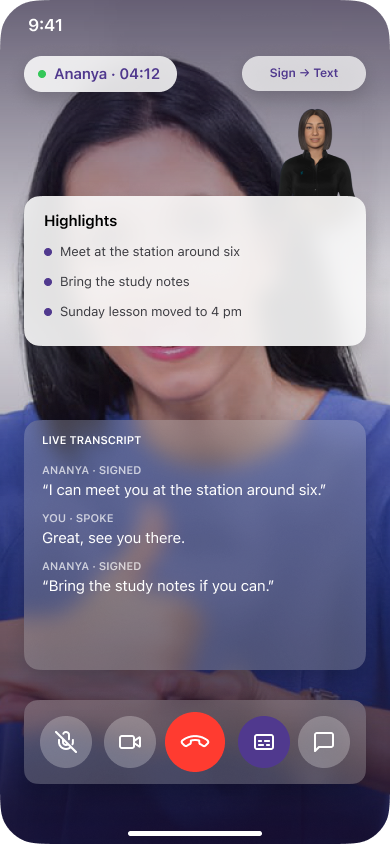 9:41
Ananya · 04:12
Sign → Text
Highlights
Meet at the station around six
Bring the study notes
Sunday lesson moved to 4 pm
LIVE TRANSCRIPT
ANANYA · SIGNED
“I can meet you at the station around six.”
YOU · SPOKE
Great, see you there.
ANANYA · SIGNED
“Bring the study notes if you can.”